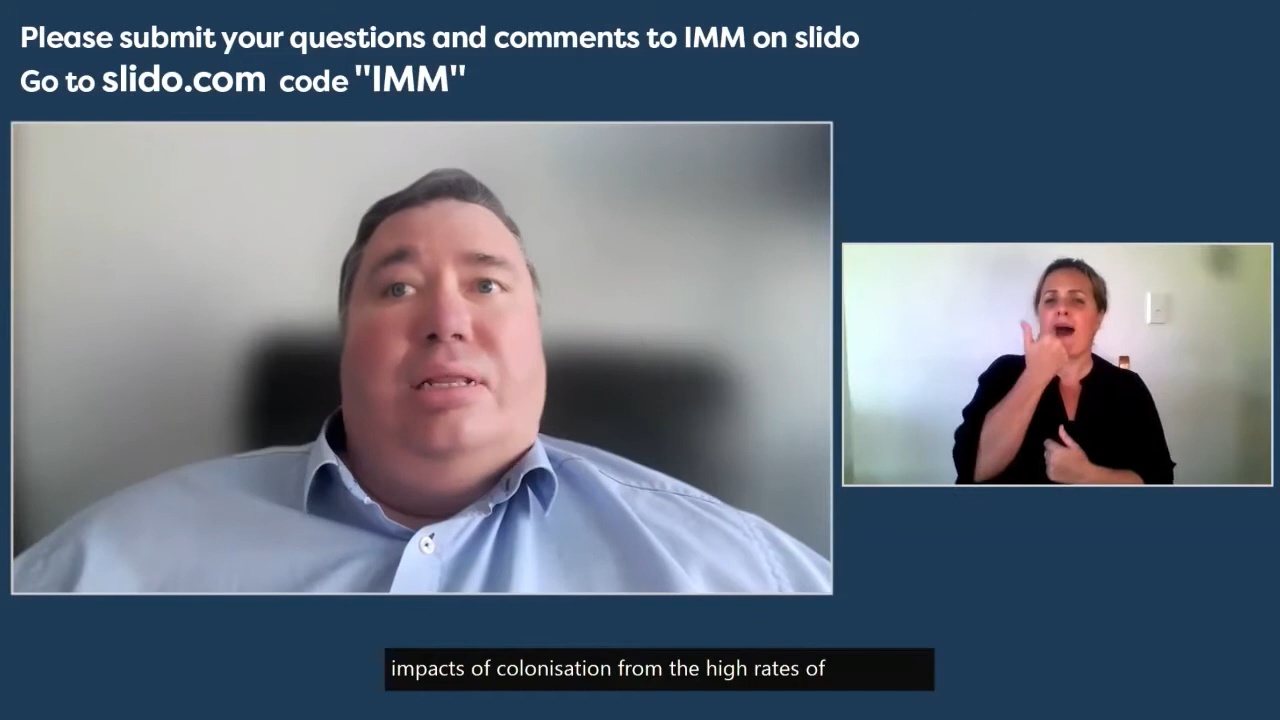 Please submit your questions and comments to IMM on slido
Go to slido.com code "IMM"
impacts of colonisation from the high rates of